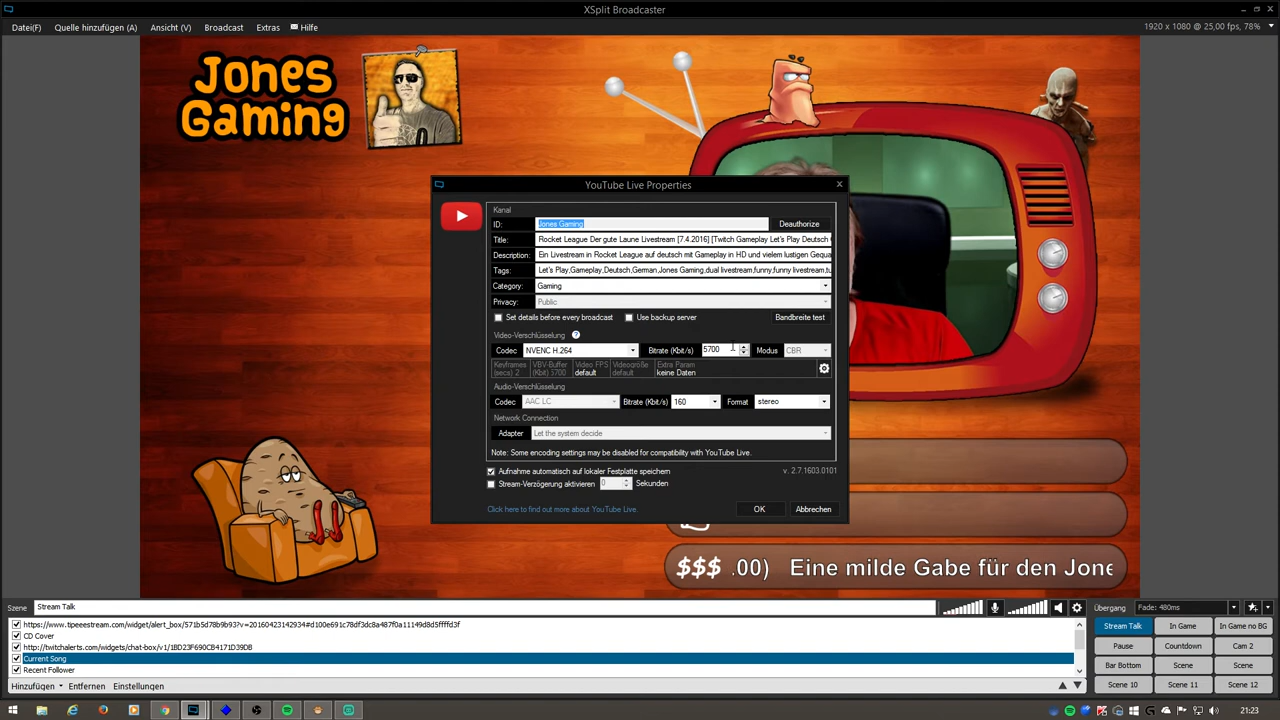 XSplit Broadcaster
Datei(F) Quelle hinzufügen (A) Ansicht (V) Broadcast Extras Hilfe
1920 x 1080 @ 25,00 fps, 78%
Jones
Gaming
YouTube Live Properties
Kanal
ID: Jones Gaming Deauthorize
Title: Rocket League Der gute Laune Livestream [7.4.2016] [Twitch Gameplay Let's Play Deutsch
Description: Ein Livestream in Rocket League auf deutsch mit Gameplay in HD und vielem lustigen Gequa
Tags: Let's Play,Gameplay,Deutsch,German,Jones Gaming,dual livestream,funny,funny livestream,tu
Category: Gaming
Privacy: Public
Set details before every broadcast Use backup server Bandbreite test
Video-Verschlüsselung ?
Codec NVENC H.264 Bitrate (Kbit/s) 5700 Modus CBR
Keyframes VBV-Buffer Video FPS Videogröße Extra Param
(secs) 2 (Kbit) 5700 default default keine Daten
Audio-Verschlüsselung
Codec AAC LC Bitrate (Kbit/s) 160 Format stereo
Network Connection
Adapter Let the system decide
Note: Some encoding settings may be disabled for compatibility with YouTube Live.
Aufnahme automatisch auf lokaler Festplatte speichern v. 2.7.1603.0101
Stream-Verzögerung aktivieren 0 Sekunden
Click here to find out more about YouTube Live. OK Abbrechen
$$$ .00) Eine milde Gabe für den Jone
Szene Stream Talk Übergang Fade: 480ms
https://www.tipeeestream.com/widget/alert_box/571b5d78b9b93?v=20160423142934#d100e691c78df3dc8a487f0a11149d8d5ffffd3f
CD Cover
http://twitchalerts.com/widgets/chat-box/v1/1BD23F690CB4171D39DB
Current Song
Recent Follower
Stream Talk In Game In Game no BG
Pause Countdown Cam 2
Bar Bottom Scene Scene
Scene 10 Scene 11 Scene 12
Hinzufügen Entfernen Einstellungen
21:23